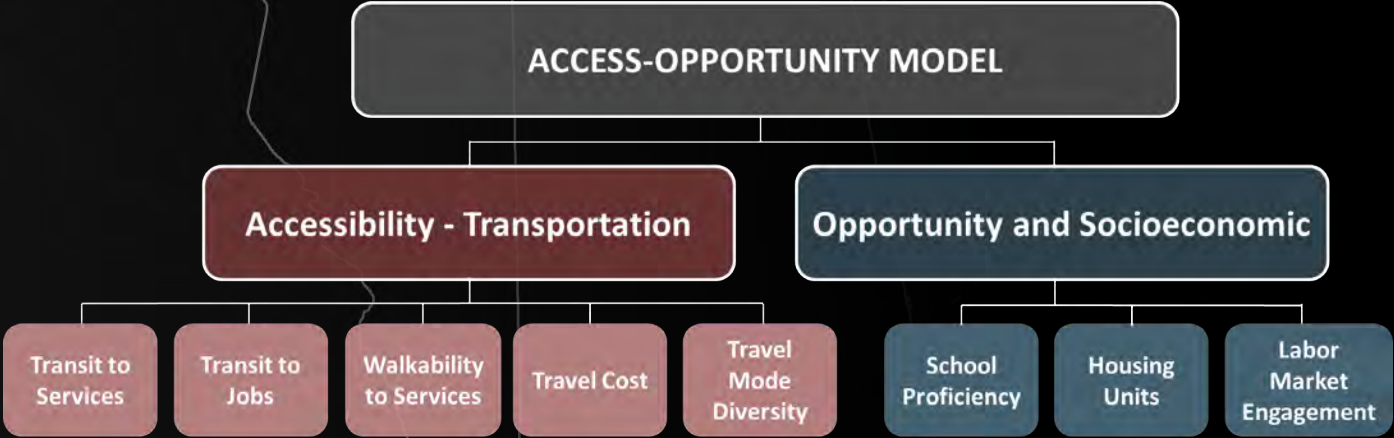 ACCESS-OPPORTUNITY MODEL
Accessibility - Transportation
Opportunity and Socioeconomic
Transit to
Services
Transit to
Jobs
Walkability
to Services
Travel Cost
Travel
Mode
Diversity
School
Proficiency
Housing
Units
Labor
Market
Engagement